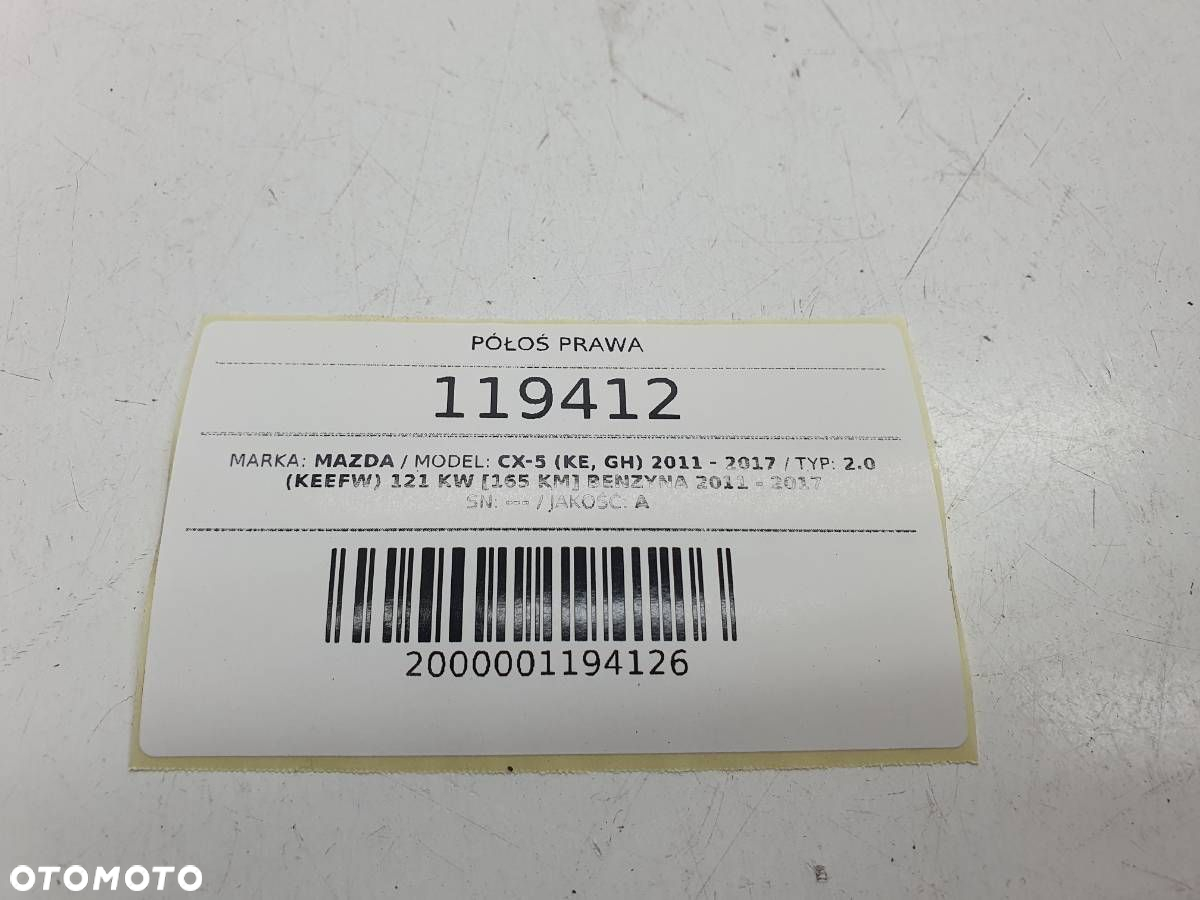 PÓŁOŚ PRAWA
119412
MARKA: MAZDA / MODEL: CX-5 (KE, GH) 2011 - 2017 / TYP: 2.0
(KEEFW) 121 KW [165 KM] BENZYNA 2011 - 2017
SN: --- / JAKOŚĆ: A
2000001194126
OTOMOTO